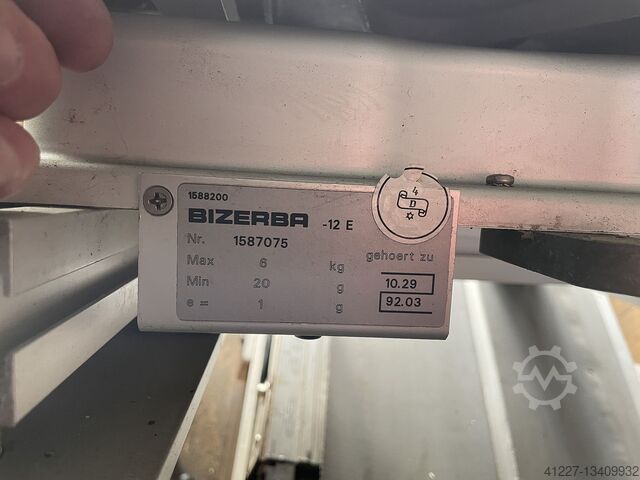 1588200
BIZERBA -12 E
Nr. 1587075
gehoert zu
Max 6 kg
Min 20 g 10.29
e = 1 g 92.03
4
D
41227-13409932